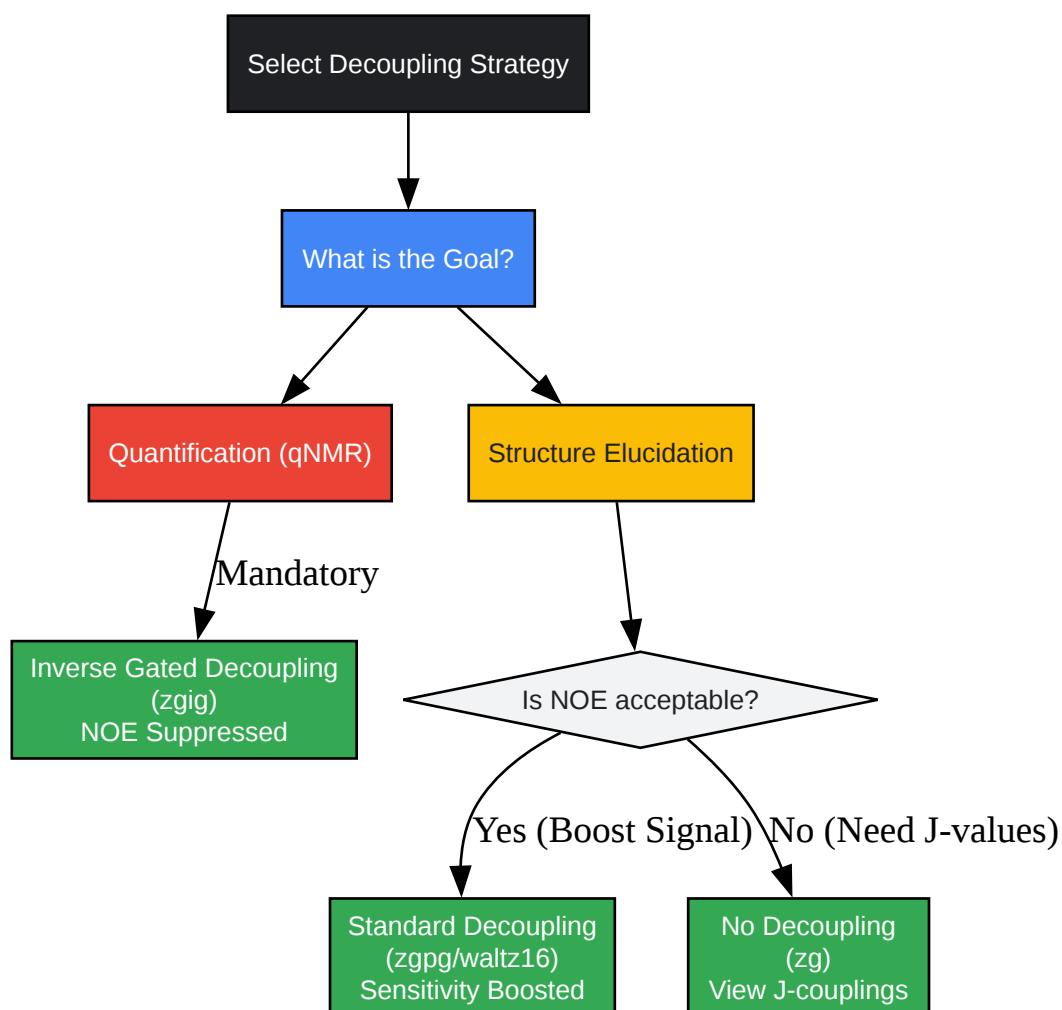 Select Decoupling Strategy
What is the Goal?
Quantification (qNMR)
Structure Elucidation
Mandatory
Inverse Gated Decoupling
(zgig)
NOE Suppressed
Is NOE acceptable?
Yes (Boost Signal)
No (Need J-values)
Standard Decoupling
(zgpg/waltz16)
Sensitivity Boosted
No Decoupling
(zg)
View J-couplings